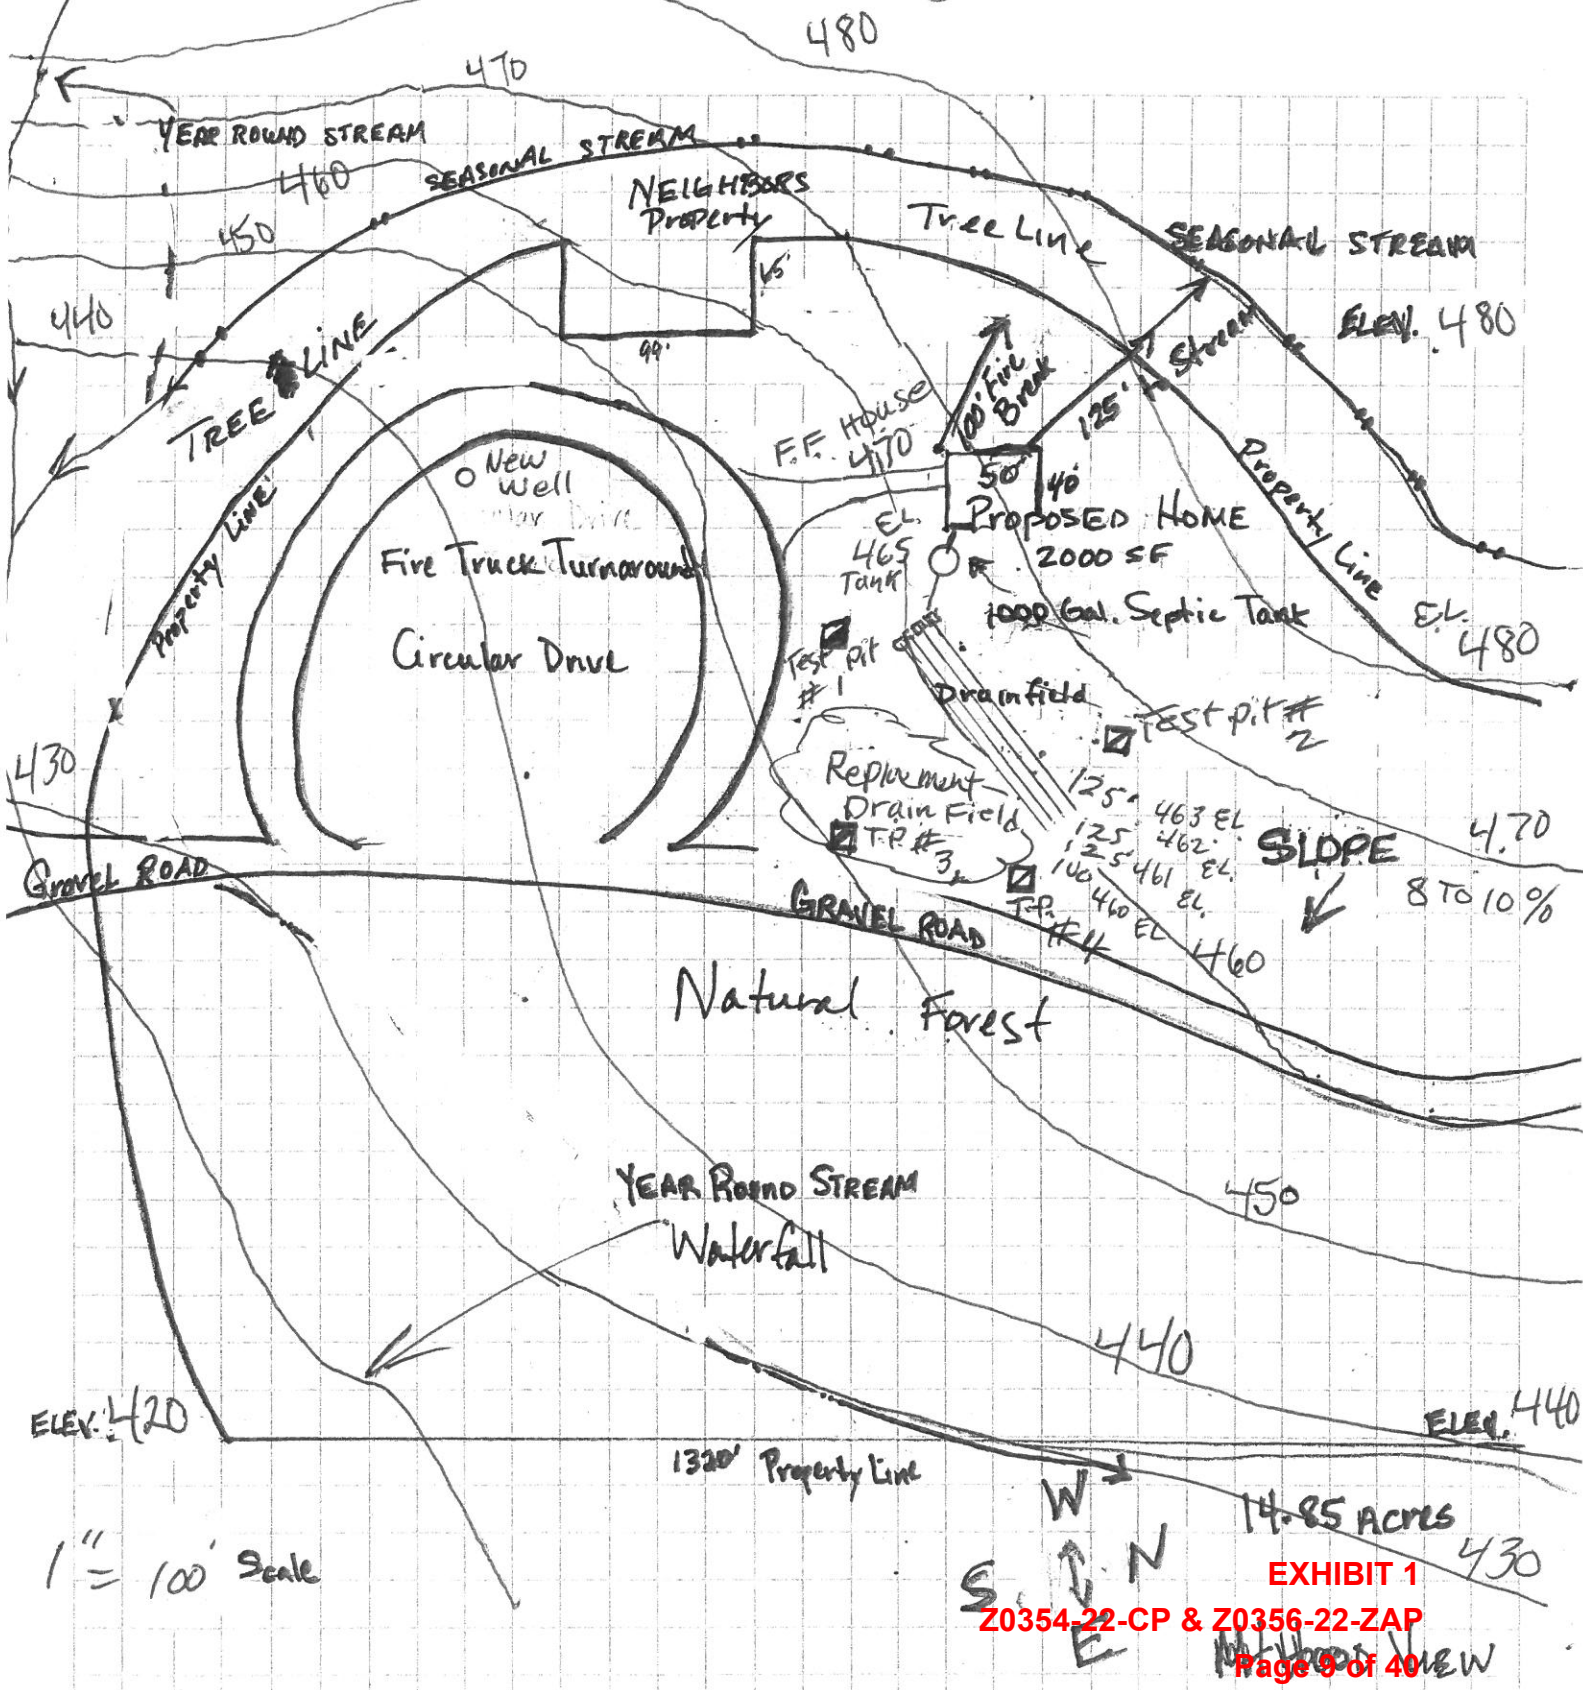 480
470
YEAR ROUND STREAM
SEASONAL STREAM
460
NEIGHBORS
Property
Tree Line
450
SEASONAL STREAM
65'
440
ELEV. 480
99'
TREE LINE
100' Fire
Break
125' to Stream
F.F. House
470
New
Well
50'
40'
Property Line
Property Line
PROPOSED HOME
2000 SF
EL.
465
Tank
Fire Truck Turnaround
1000 Gal. Septic Tank
EL.
480
Circular Drive
Test Pit
# 1
Drainfield
Test pit #
2
430
Replacment
Drain Field
T.P. #
3
125' 463 EL
125 462
125' 461 EL.
100 460 EL.
EL
SLOPE
470
8 TO 10%
Gravel ROAD
GRAVEL ROAD
T.P.
#4
460
Natural Forest
YEAR ROUND STREAM
Waterfall
450
440
ELEV. 420
ELEV. 440
1320' Property Line
W
14.85 Acres
1" = 100' Scale
S
N
430
E
EXHIBIT 1
Z0354-22-CP & Z0356-22-ZAP
Page 9 of 40
Mt Hood VIEW